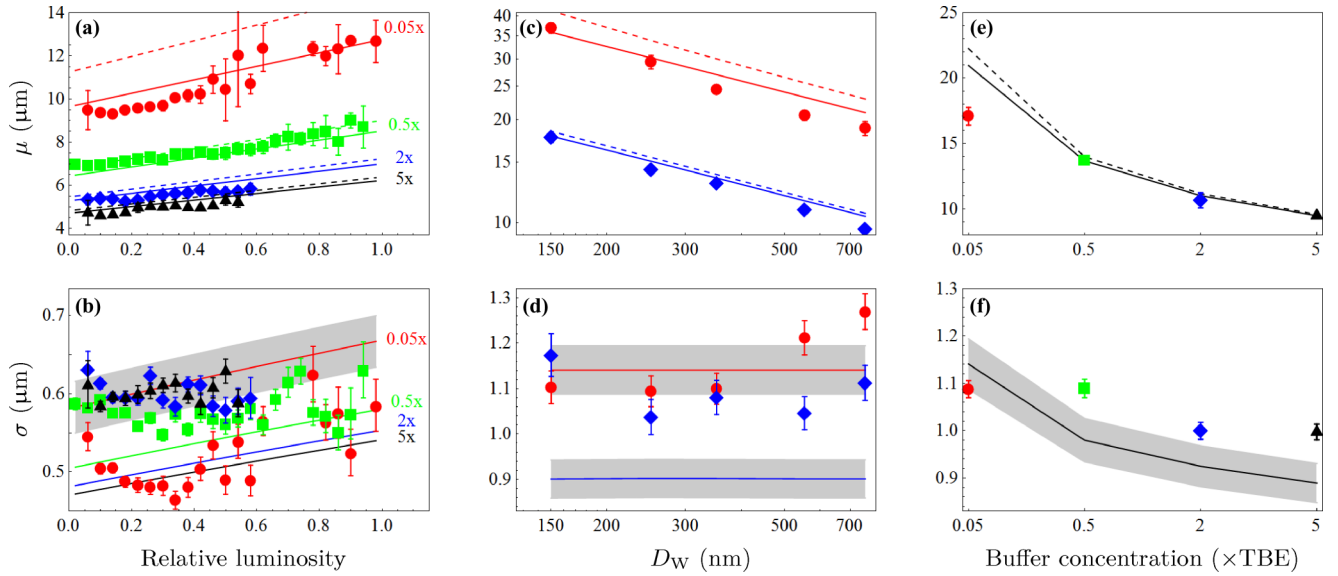 (a)
0.05x
0.5x
2x
5x
μ (μm)
14
12
10
8
6
4
0.0 0.2 0.4 0.6 0.8 1.0
(c)
40
35
30
25
20
15
10
150 200 300 400 500 700
(e)
25
20
15
10
0.05 0.5 2 5
(b)
0.05x
0.5x
2x
5x
σ (μm)
0.7
0.6
0.5
0.0 0.2 0.4 0.6 0.8 1.0
Relative luminosity
(d)
1.3
1.2
1.1
1.0
0.9
150 200 300 400 500 700
D_W (nm)
(f)
1.3
1.2
1.1
1.0
0.9
0.05 0.5 2 5
Buffer concentration (×TBE)